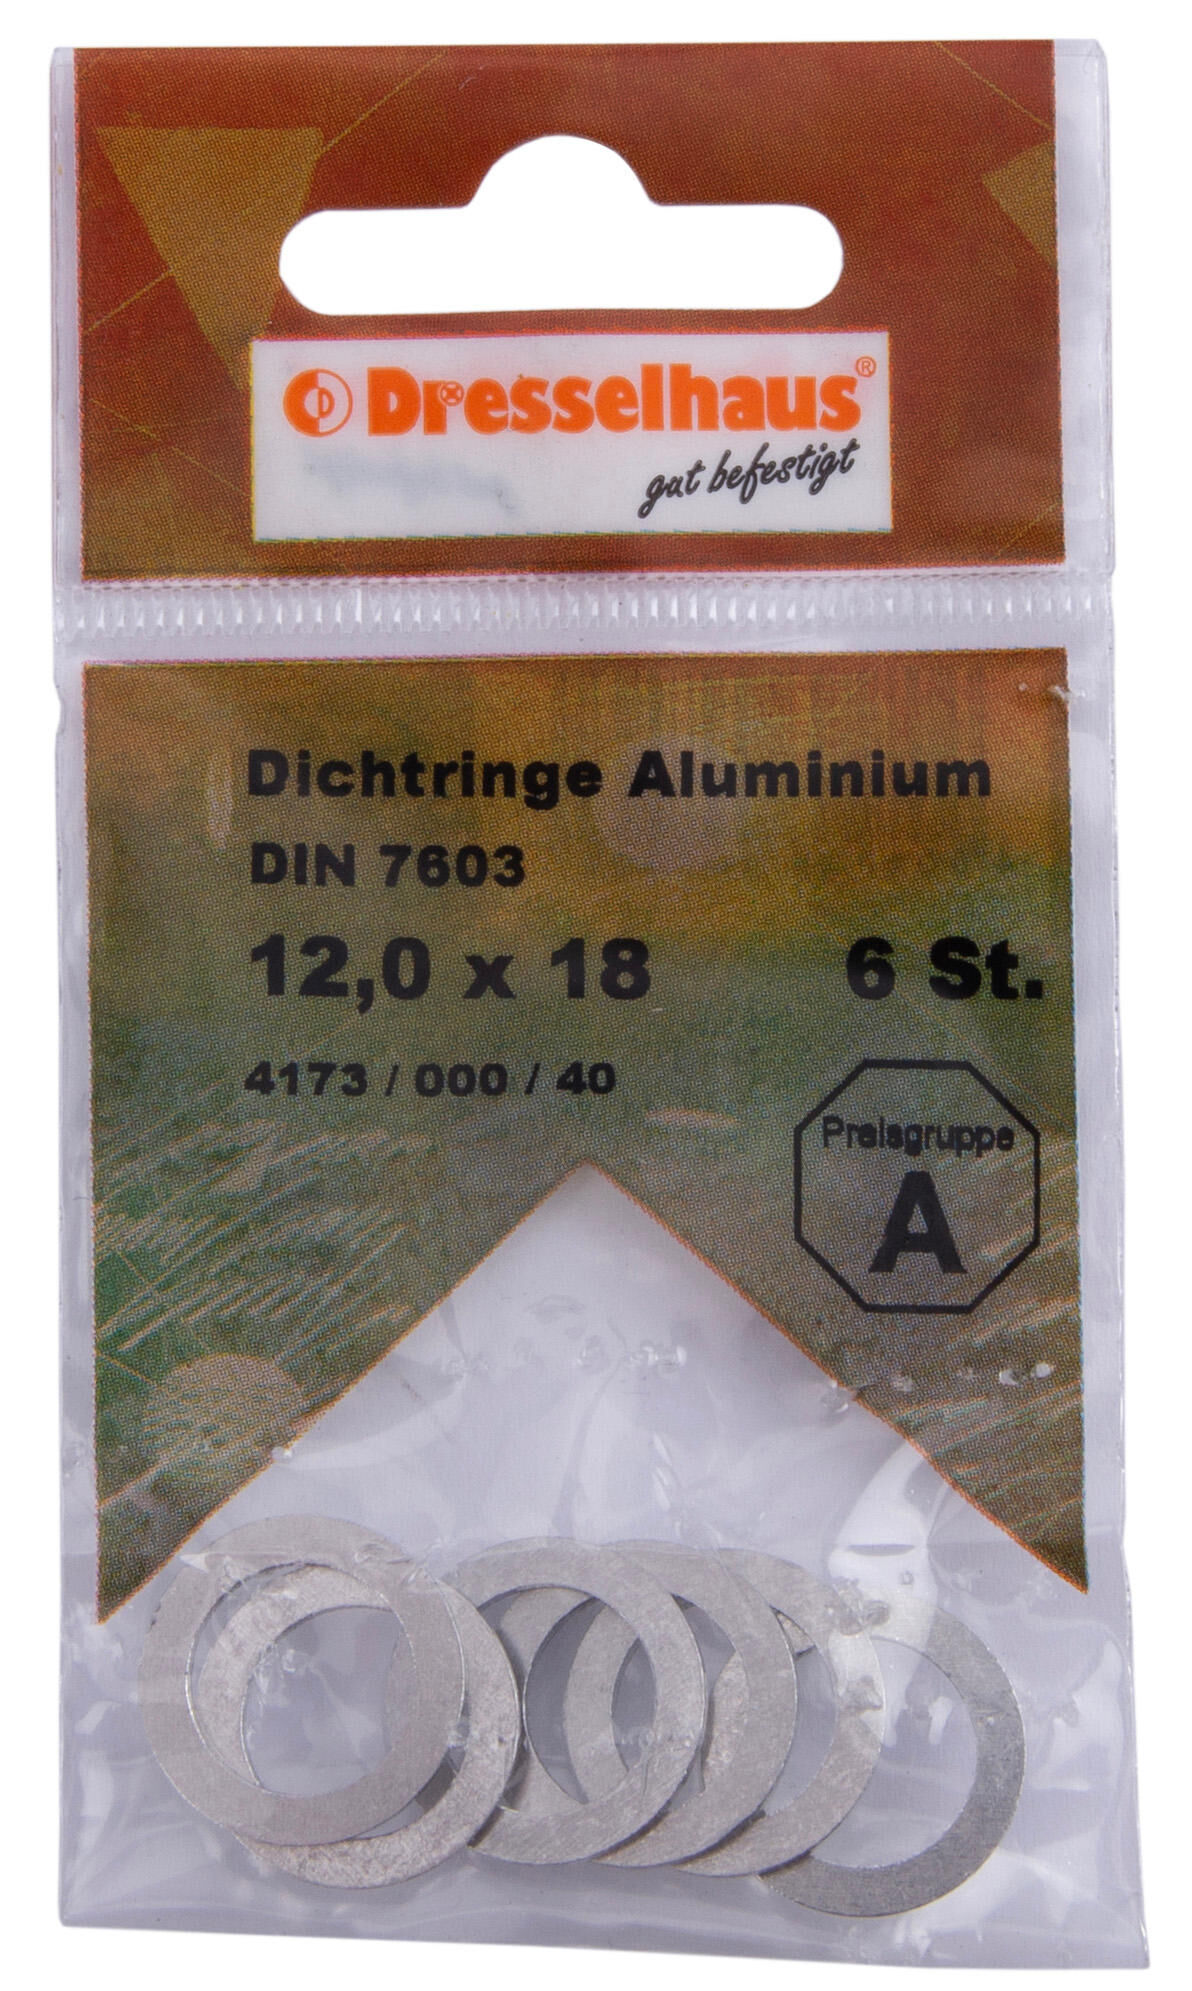 Dresselhaus®
gut befestigt
Dichtringe Aluminium
DIN 7603
12,0 x 18 6 St.
4173 / 000 / 40
Preisgruppe
A